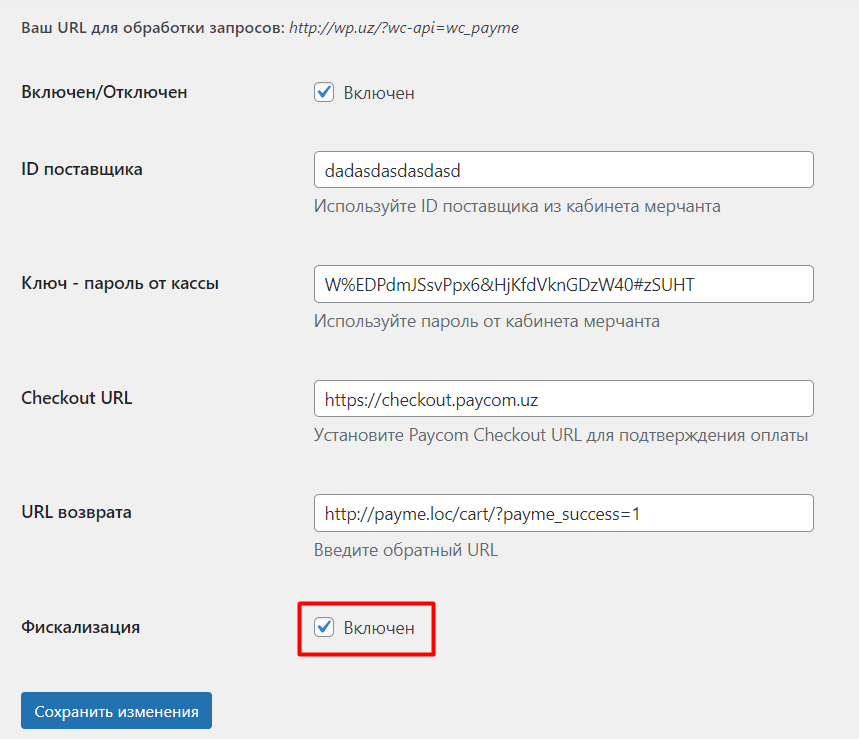 Ваш URL для обработки запросов: http://wp.uz/?wc-api=wc_payme
Включен/Отключен
Включен
ID поставщика
dadasdasdasdasd
Используйте ID поставщика из кабинета мерчанта
Ключ - пароль от кассы
W%EDPdmJSsvPpx6&HjKfdVknGDzW40#zSUHT
Используйте пароль от кабинета мерчанта
Checkout URL
https://checkout.paycom.uz
Установите Paycom Checkout URL для подтверждения оплаты
URL возврата
http://payme.loc/cart/?payme_success=1
Введите обратный URL
Фискализация
Включен
Сохранить изменения